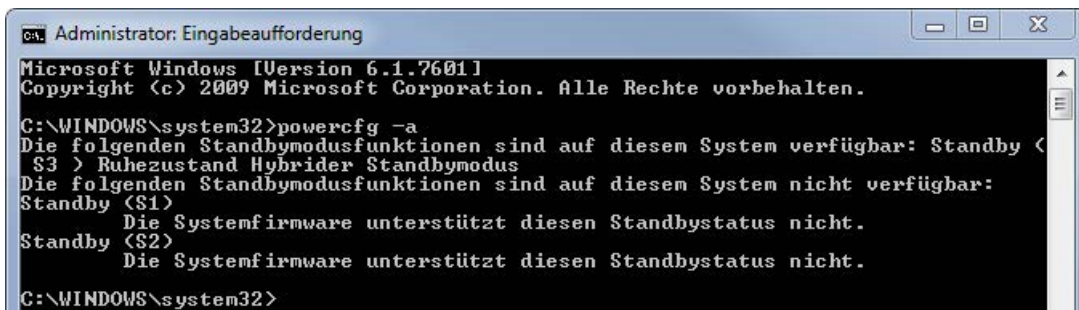 Administrator: Eingabeaufforderung
Microsoft Windows [Version 6.1.7601]
Copyright (c) 2009 Microsoft Corporation. Alle Rechte vorbehalten.
C:\WINDOWS\system32>powercfg -a
Die folgenden Standbymodusfunktionen sind auf diesem System verfügbar: Standby (
S3 ) Ruhezustand Hybrider Standbymodus
Die folgenden Standbymodusfunktionen sind auf diesem System nicht verfügbar:
Standby (S1)
Die Systemfirmware unterstützt diesen Standbystatus nicht.
Standby (S2)
Die Systemfirmware unterstützt diesen Standbystatus nicht.
C:\WINDOWS\system32>